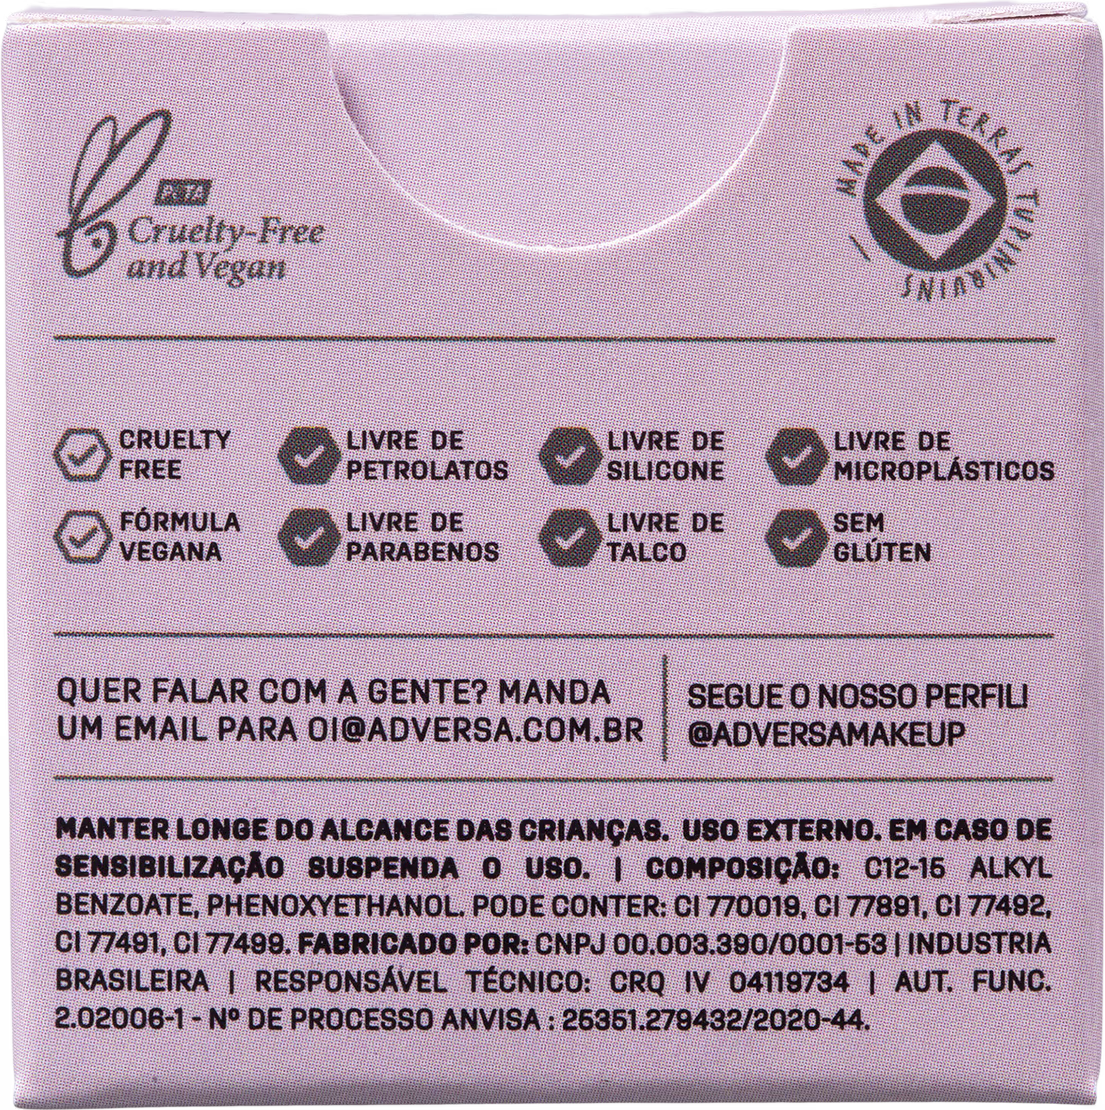 PETA
Cruelty-Free
and Vegan
MADE IN TERRAS TUPINIQUINS /
CRUELTY
FREE
LIVRE DE
PETROLATOS
LIVRE DE
SILICONE
LIVRE DE
MICROPLÁSTICOS
FÓRMULA
VEGANA
LIVRE DE
PARABENOS
LIVRE DE
TALCO
SEM
GLÚTEN
QUER FALAR COM A GENTE? MANDA
UM EMAIL PARA OI@ADVERSA.COM.BR
SEGUE O NOSSO PERFIL!
@ADVERSAMAKEUP
MANTER LONGE DO ALCANCE DAS CRIANÇAS. USO EXTERNO. EM CASO DE
SENSIBILIZAÇÃO SUSPENDA O USO. | COMPOSIÇÃO: C12-15 ALKYL
BENZOATE, PHENOXYETHANOL. PODE CONTER: CI 770019, CI 77891, CI 77492,
CI 77491, CI 77499. FABRICADO POR: CNPJ 00.003.390/0001-53 | INDUSTRIA
BRASILEIRA | RESPONSÁVEL TÉCNICO: CRQ IV 04119734 | AUT. FUNC.
2.02006-1 - Nº DE PROCESSO ANVISA : 25351.279432/2020-44.